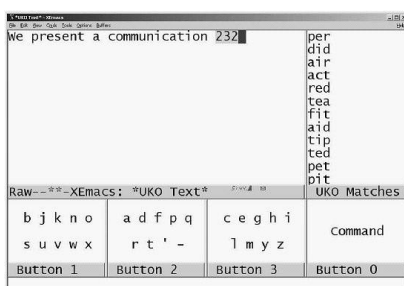 *UKO Text* - XEmacs
File Edit View Cmds Tools Options Buffers Help
We present a communication 232
per
did
air
act
red
tea
fit
aid
tip
ted
pet
pit
Raw--**-XEmacs: *UKO Text*
UKO Matches
b j k n o
s u v w x
a d f p q
r t ' -
c e g h i
l m y z
Command
Button 1
Button 2
Button 3
Button 0